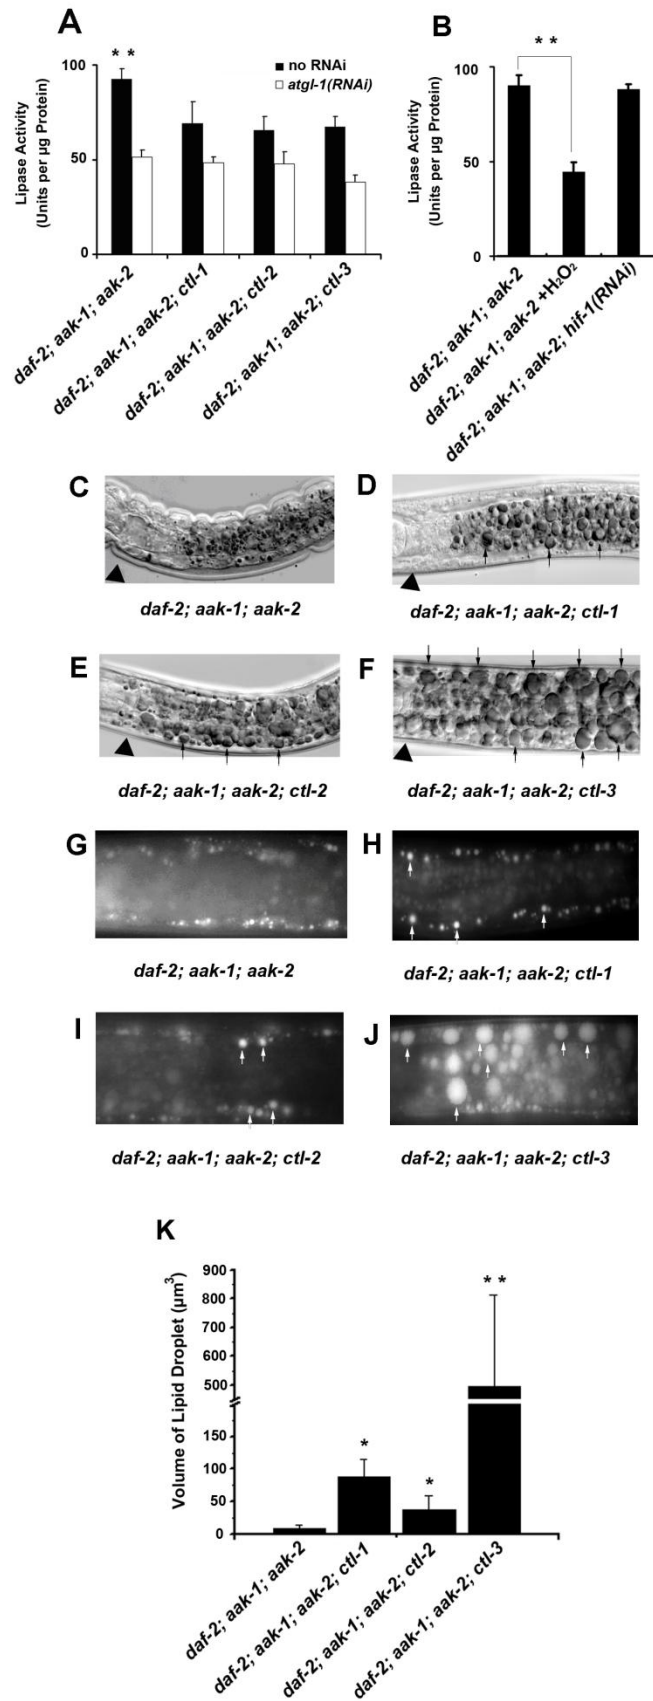 A
B
* *
no RNAi
atgl-1(RNAi)
Lipase Activity
(Units per µg Protein)
100
50
0
daf-2; aak-1; aak-2
daf-2; aak-1; aak-2; ctl-1
daf-2; aak-1; aak-2; ctl-2
daf-2; aak-1; aak-2; ctl-3
* *
Lipase Activity
(Units per µg Protein)
100
50
0
daf-2; aak-1; aak-2
daf-2; aak-1; aak-2 +H₂O₂
daf-2; aak-1; aak-2; hif-1(RNAi)
C
daf-2; aak-1; aak-2
D
daf-2; aak-1; aak-2; ctl-1
E
daf-2; aak-1; aak-2; ctl-2
F
daf-2; aak-1; aak-2; ctl-3
G
daf-2; aak-1; aak-2
H
daf-2; aak-1; aak-2; ctl-1
I
daf-2; aak-1; aak-2; ctl-2
J
daf-2; aak-1; aak-2; ctl-3
K
Volume of Lipid Droplet (µm³)
900
800
700
600
500
150
100
50
0
*
*
* *
daf-2; aak-1; aak-2
daf-2; aak-1; aak-2; ctl-1
daf-2; aak-1; aak-2; ctl-2
daf-2; aak-1; aak-2; ctl-3